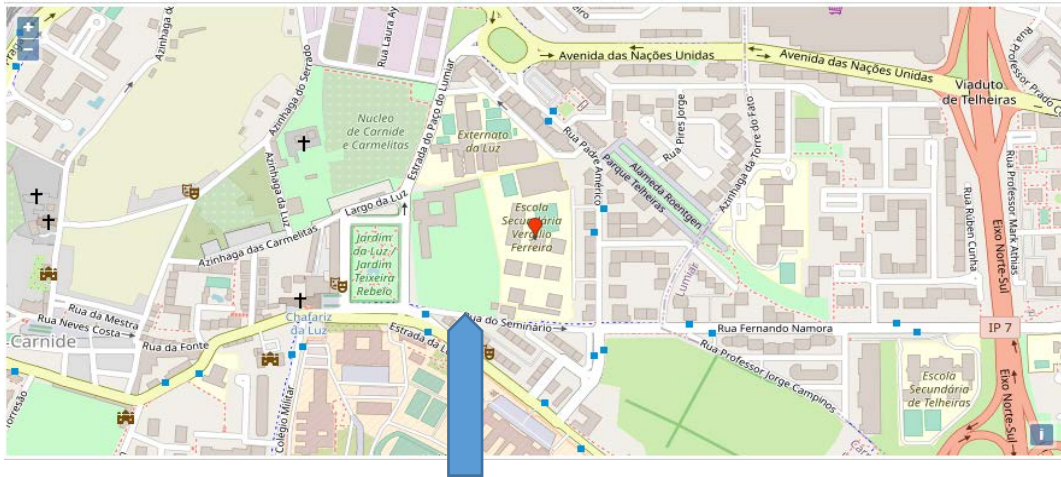 +
−
Azinhaga do Serrado
Rua Laura Ay
Estrada do Paço do Lumiar
Nucleo
de Carnide
e Carmelitas
Externato
da Luz
Avenida das Nações Unidas
Avenida das Nações Unidas
Viaduto
de Telheiras
Rua Professor Prado Co
Rua Pires Jorge
Rua Padre Américo
Azinhaga da Torre do Fato
Alameda Roentgen
Parque Telheiras
Azinhaga da Luz
Largo da Luz
Azinhaga das Carmelitas
Escola
Secundária
Vergílio
Ferreira
Jardim
da Luz /
Jardim
Teixeira
Rebelo
Lumiar
Rua Rúben Cunha
Eixo Norte-Sul
Rua Professor Mark Athias
Rua da Mestra
Rua Neves Costa
Carnide
Rua da Fonte
Chafariz
da Luz
Rua do Seminário
Estrada da Lu
Rua Fernando Namora
IP 7
Rua Professor Jorge Campinos
Escola
Secundária
de Telheiras
Eixo Norte-Sul
Colégio Militar
orresão
i